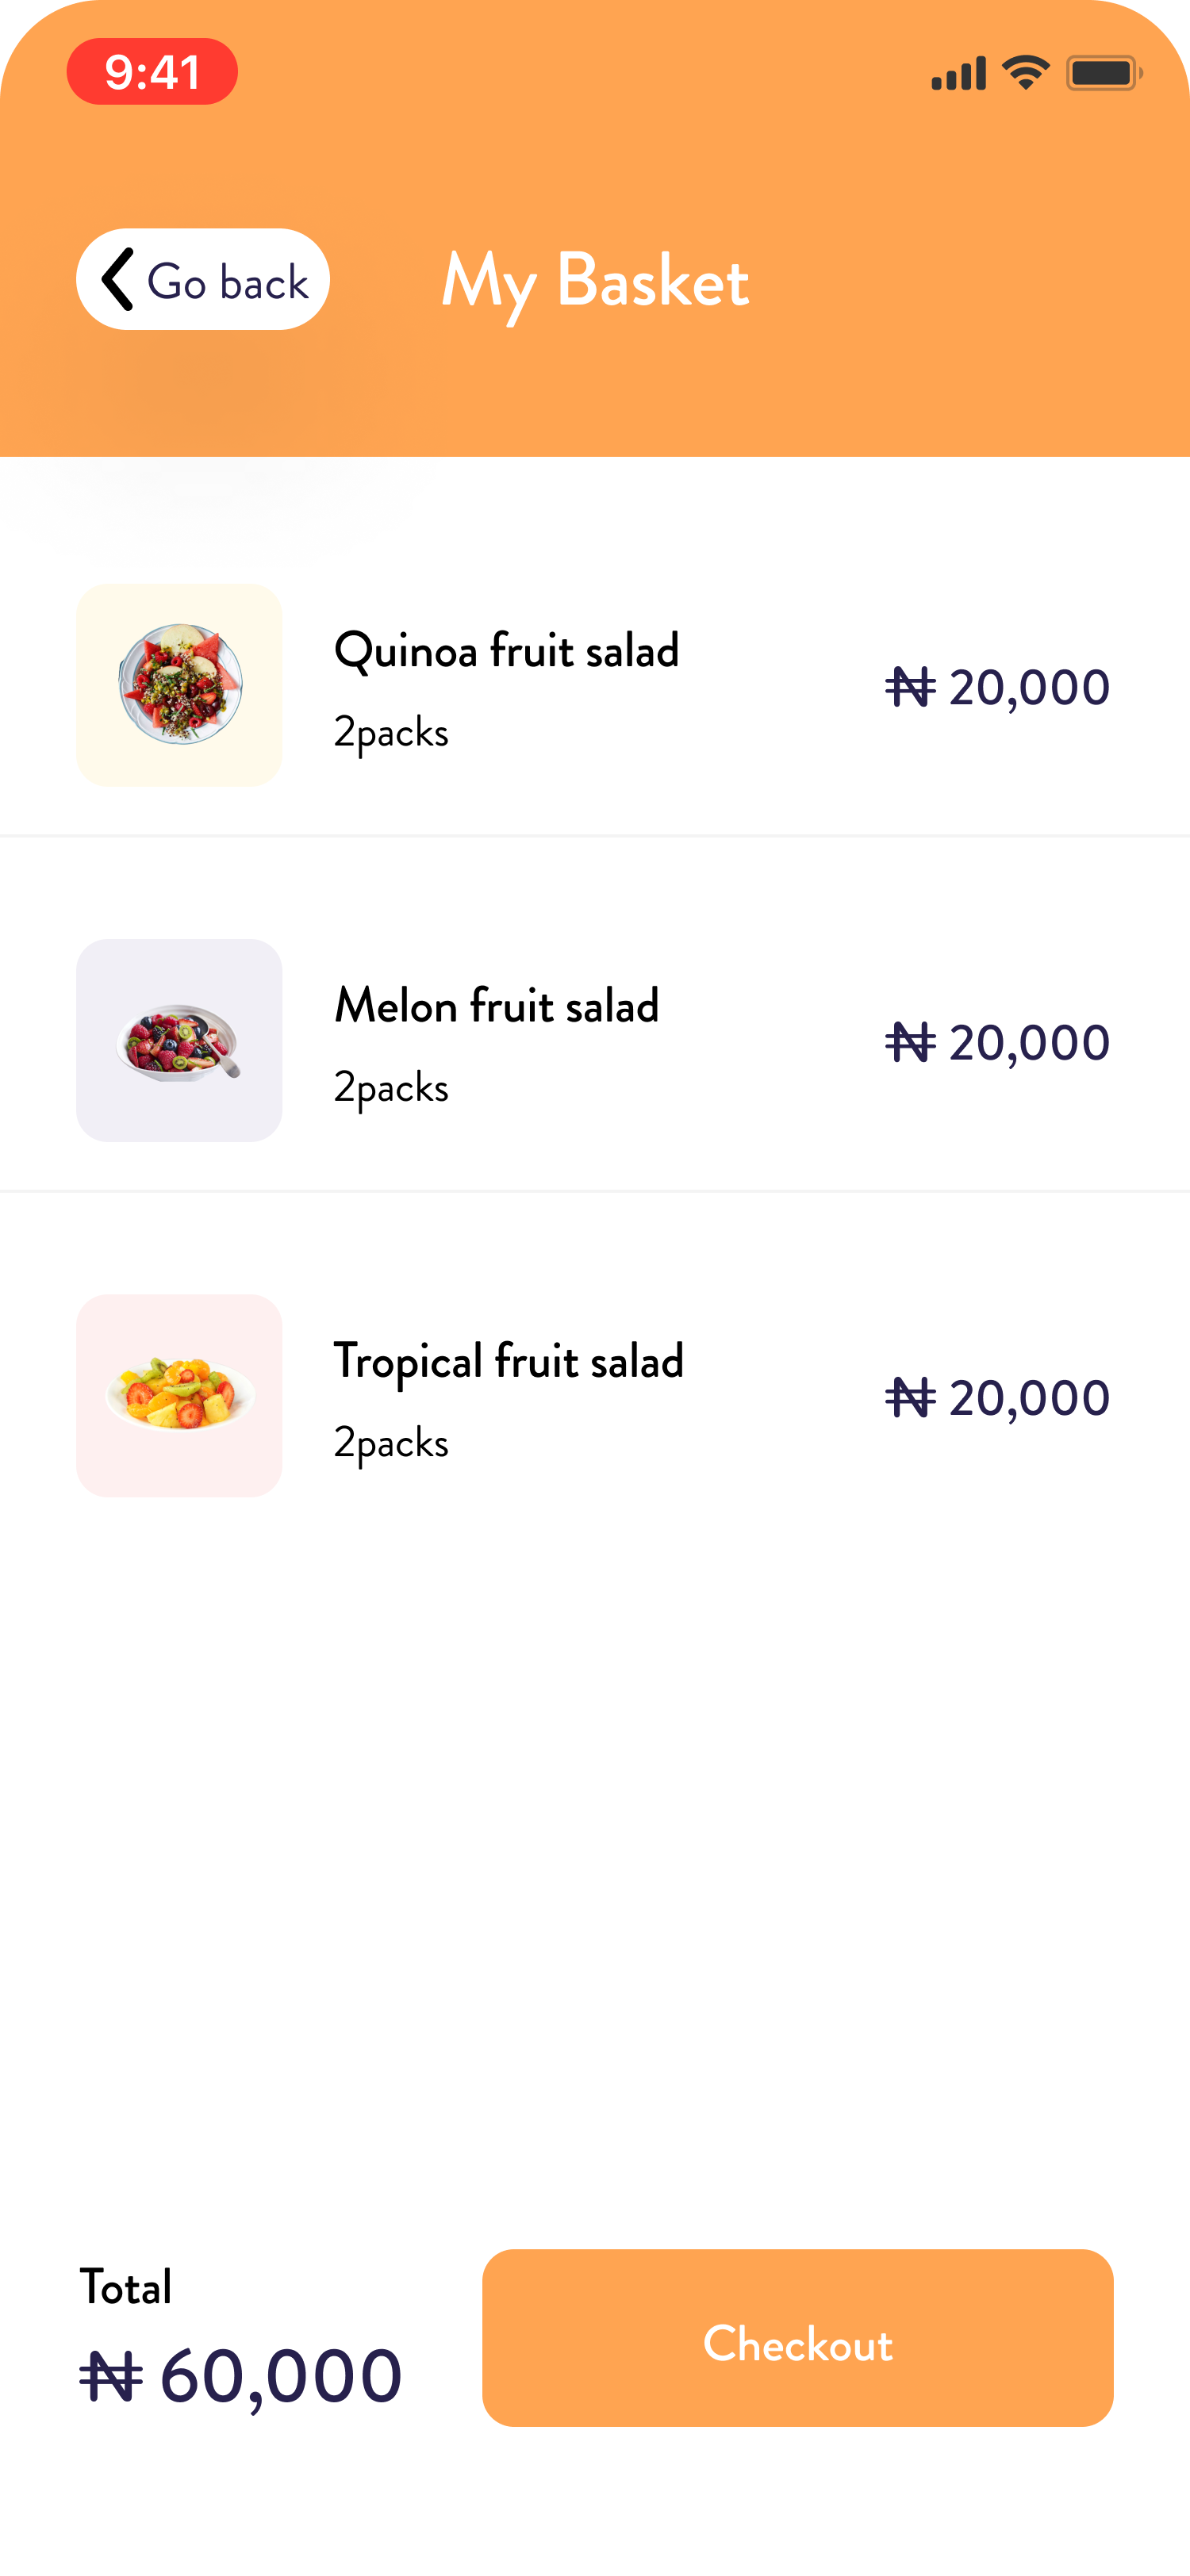 9:41
Go back
My Basket
Quinoa fruit salad
2packs
₦ 20,000
Melon fruit salad
2packs
₦ 20,000
Tropical fruit salad
2packs
₦ 20,000
Total
₦ 60,000
Checkout